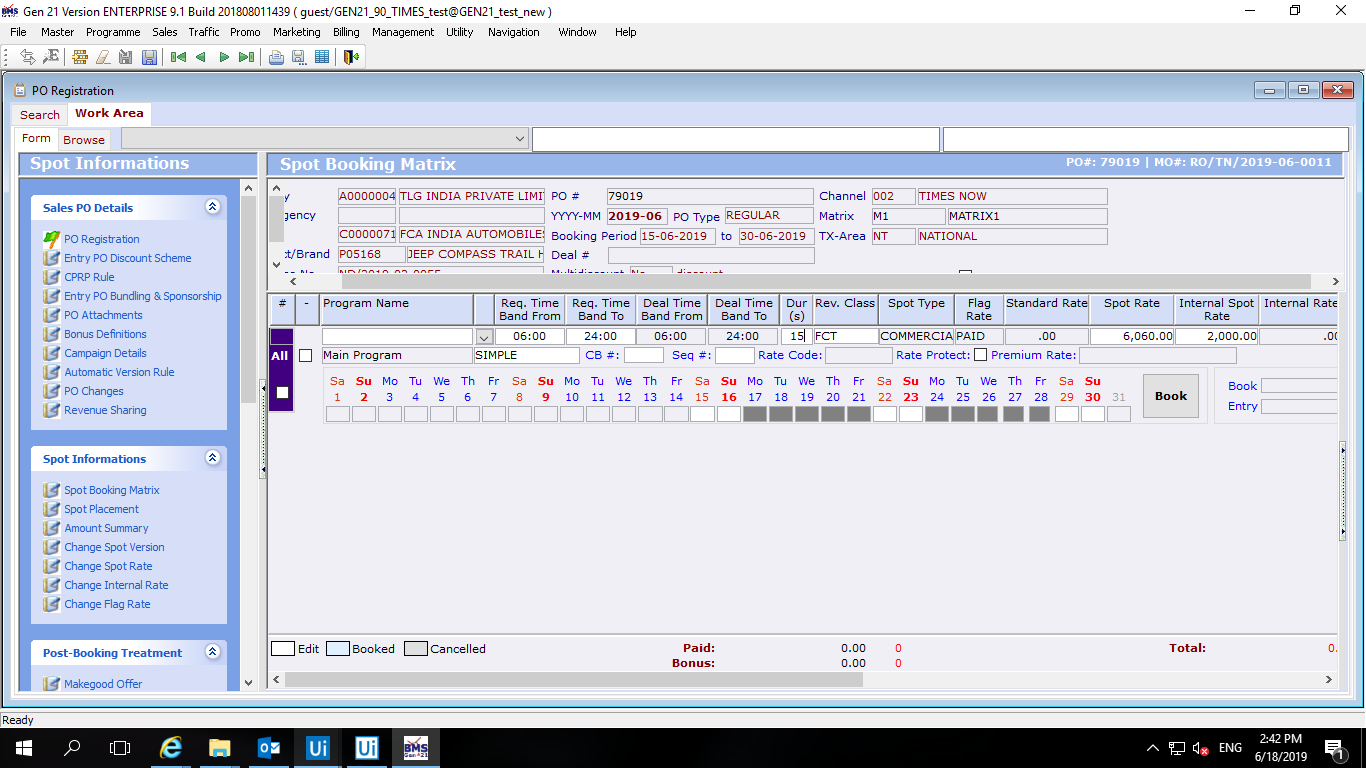 Gen 21 Version ENTERPRISE 9.1 Build 201808011439 ( guest/GEN21_90_TIMES_test@GEN21_test_new )
File Master Programme Sales Traffic Promo Marketing Billing Management Utility Navigation Window Help
PO Registration
Search Work Area
Form Browse
Spot Informations
Spot Booking Matrix PO#: 79019 | MO#: RO/TN/2019-06-0011
Sales PO Details
PO Registration
Entry PO Discount Scheme
CPRP Rule
Entry PO Bundling & Sponsorship
PO Attachments
Bonus Definitions
Campaign Details
Automatic Version Rule
PO Changes
Revenue Sharing
Spot Informations
Spot Booking Matrix
Spot Placement
Amount Summary
Change Spot Version
Change Spot Rate
Change Internal Rate
Change Flag Rate
Post-Booking Treatment
Makegood Offer
y A0000004 TLG INDIA PRIVATE LIMI PO # 79019 Channel 002 TIMES NOW
gency YYYY-MM 2019-06 PO Type REGULAR Matrix M1 MATRIX1
C0000071 FCA INDIA AUTOMOBILES Booking Period 15-06-2019 to 30-06-2019 TX-Area NT NATIONAL
ct/Brand P05168 JEEP COMPASS TRAIL H Deal #
# - Program Name Req. Time Band From Req. Time Band To Deal Time Band From Deal Time Band To Dur (s) Rev. Class Spot Type Flag Rate Standard Rate Spot Rate Internal Spot Rate Internal Rate
06:00 24:00 06:00 24:00 15 FCT COMMERCIA PAID .00 6,060.00 2,000.00 .00
All Main Program SIMPLE CB #: Seq #: Rate Code: Rate Protect: Premium Rate:
Sa Su Mo Tu We Th Fr Sa Su Mo Tu We Th Fr Sa Su Mo Tu We Th Fr Sa Su Mo Tu We Th Fr Sa Su
1 2 3 4 5 6 7 8 9 10 11 12 13 14 15 16 17 18 19 20 21 22 23 24 25 26 27 28 29 30 31
Book
Book
Entry
Edit Booked Cancelled Paid: 0.00 0 Total: 0.
Bonus: 0.00 0
Ready
BMS Gen 21
ENG
2:42 PM
6/18/2019
1